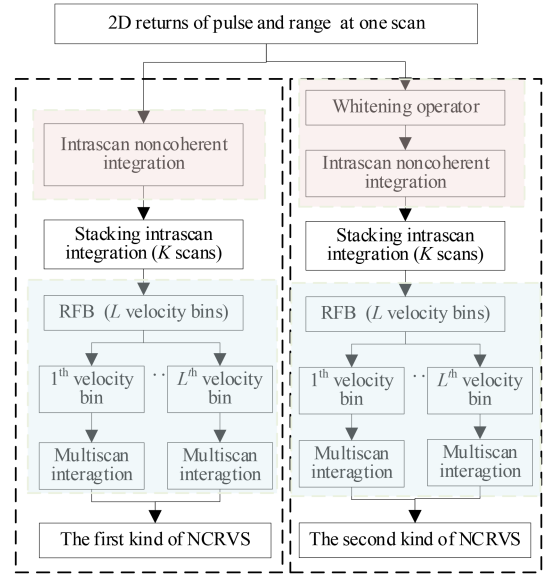 2D returns of pulse and range at one scan
Intrascan noncoherent
integration
Stacking intrascan
integration (K scans)
RFB (L velocity bins)
1th velocity
bin
··
Lth velocity
bin
Multiscan
interagtion
Multiscan
interagtion
The first kind of NCRVS
Whitening operator
Intrascan noncoherent
integration
Stacking intrascan
integration (K scans)
RFB (L velocity bins)
1th velocity
bin
··
Lth velocity
bin
Multiscan
interagtion
Multiscan
interagtion
The second kind of NCRVS